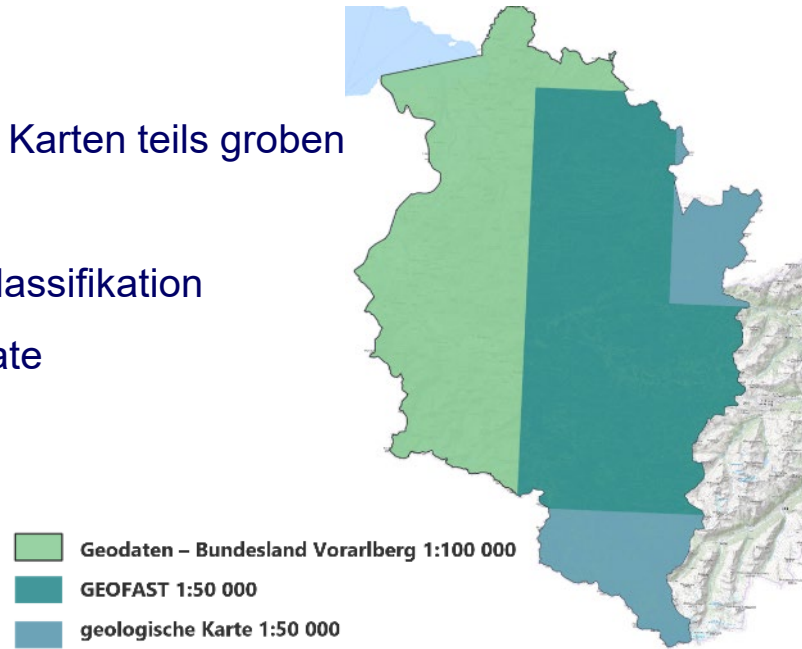 Karten teils groben
lassifikation
ate
Geodaten – Bundesland Vorarlberg 1:100 000
GEOFAST 1:50 000
geologische Karte 1:50 000